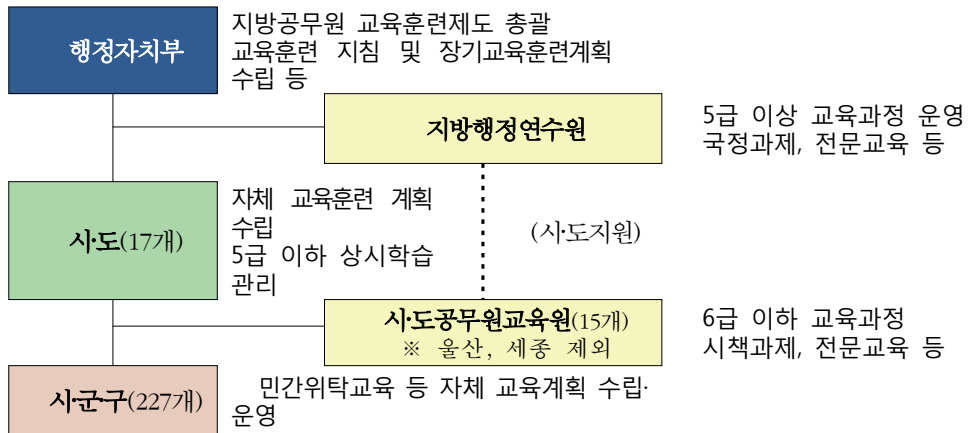 행정자치부
지방공무원 교육훈련제도 총괄
교육훈련 지침 및 장기교육훈련계획
수립 등
지방행정연수원
5급 이상 교육과정 운영
국정과제, 전문교육 등
시·도(17개)
자체 교육훈련 계획
수립
5급 이하 상시학습
관리
(시·도지원)
시·도공무원교육원(15개)
※ 울산, 세종 제외
6급 이하 교육과정
시책과제, 전문교육 등
시·군·구(227개)
민간위탁교육 등 자체 교육계획 수립·
운영